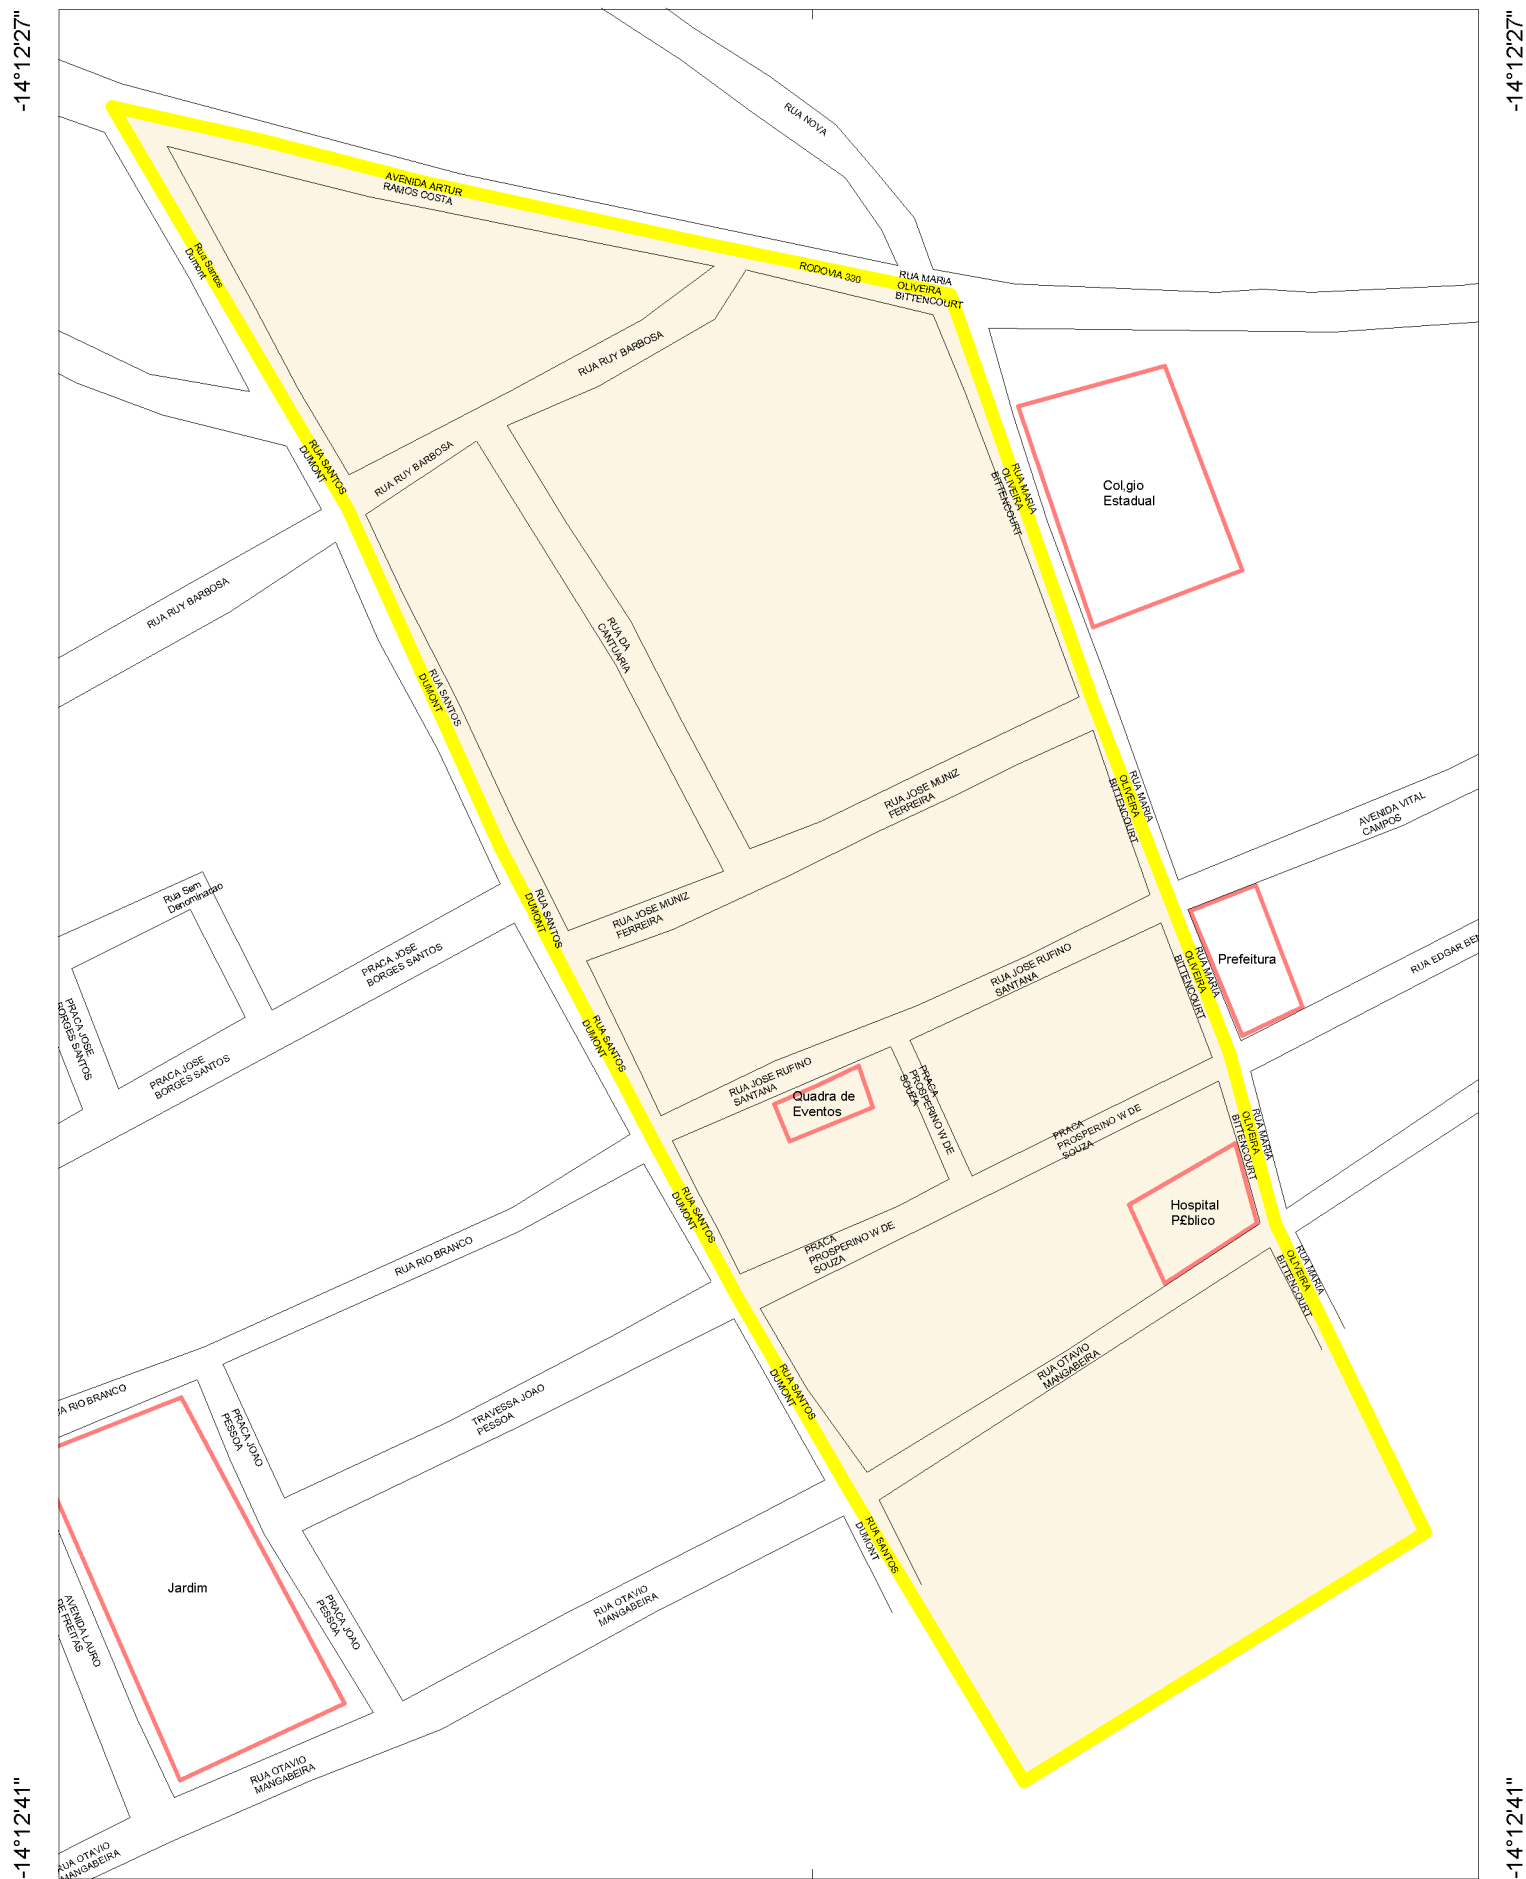 -14°12'27"
-14°12'27"
RUA NOVA
AVENIDA ARTUR
RAMOS COSTA
Rua Santos
Dumont
RODOVIA 330
RUA MARIA
OLIVEIRA
BITTENCOURT
RUA RUY BARBOSA
RUA SANTOS
DUMONT
RUA RUY BARBOSA
RUA MARIA
OLIVEIRA
BITTENCOURT
Col,gio
Estadual
RUA RUY BARBOSA
RUA DA
CANTUARIA
RUA SANTOS
DUMONT
RUA JOSE MUNIZ
FERREIRA
RUA MARIA
OLIVEIRA
BITTENCOURT
AVENIDA VITAL
CAMPOS
Rua Sem
Denominacao
RUA SANTOS
DUMONT
RUA JOSE MUNIZ
FERREIRA
PRACA JOSE
BORGES SANTOS
RUA JOSE RUFINO
SANTANA
RUA MARIA
OLIVEIRA
BITTENCOURT
Prefeitura
RUA EDGAR
PRACA JOSE
BORGES SANTOS
PRACA JOSE
BORGES SANTOS
RUA SANTOS
DUMONT
RUA JOSE RUFINO
SANTANA
Quadra de
Eventos
PRACA
PROSPERINO W DE
SOUZA
PRACA
PROSPERINO W DE
SOUZA
RUA MARIA
OLIVEIRA
BITTENCOURT
Hospital
P£blico
RUA SANTOS
DUMONT
PRACA
PROSPERINO W DE
SOUZA
RUA RIO BRANCO
RUA MARIA
OLIVEIRA
BITTENCOURT
RUA OTAVIO
MANGABEIRA
RUA SANTOS
DUMONT
UA RIO BRANCO
PRACA JOAO
PESSOA
TRAVESSA JOAO
PESSOA
RUA SANTOS
DUMONT
Jardim
RUA OTAVIO
MANGABEIRA
AVENIDA LAURO
DE FREITAS
PRACA JOAO
PESSOA
RUA OTAVIO
MANGABEIRA
RUA OTAVIO
MANGABEIRA
-14°12'41"
-14°12'41"